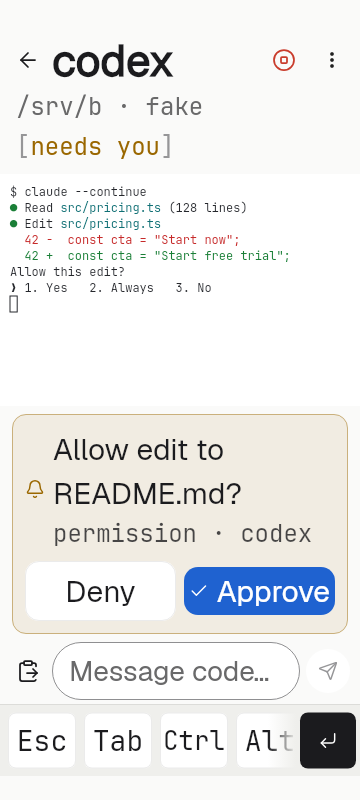 codex
/srv/b · fake
[needs you]
$ claude --continue
● Read src/pricing.ts (128 lines)
● Edit src/pricing.ts
42 -  const cta = "Start now";
42 +  const cta = "Start free trial";
Allow this edit?
❯ 1. Yes   2. Always   3. No
Allow edit to
README.md?
permission · codex
Deny
Approve
Message code…
Esc Tab Ctrl Alt